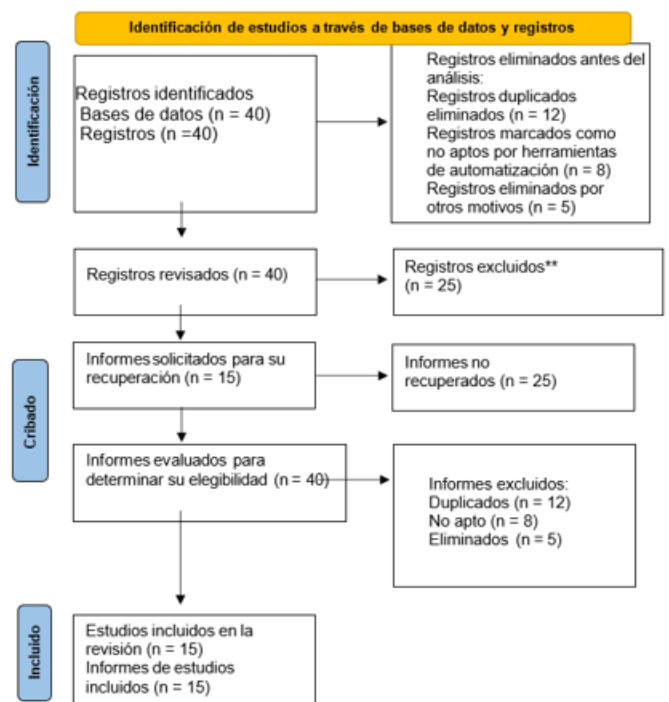 Identificación de estudios a través de bases de datos y registros
Identificación
Registros identificados
Bases de datos (n = 40)
Registros (n =40)
Registros eliminados antes del
análisis:
Registros duplicados
eliminados (n = 12)
Registros marcados como
no aptos por herramientas
de automatización (n = 8)
Registros eliminados por
otros motivos (n = 5)
Registros revisados (n = 40)
Registros excluidos**
(n = 25)
Cribado
Informes solicitados para su
recuperación (n = 15)
Informes no
recuperados (n = 25)
Informes evaluados para
determinar su elegibilidad (n = 40)
Informes excluidos:
Duplicados (n = 12)
No apto (n = 8)
Eliminados (n = 5)
Incluido
Estudios incluidos en la
revisión (n = 15)
Informes de estudios
incluidos (n = 15)